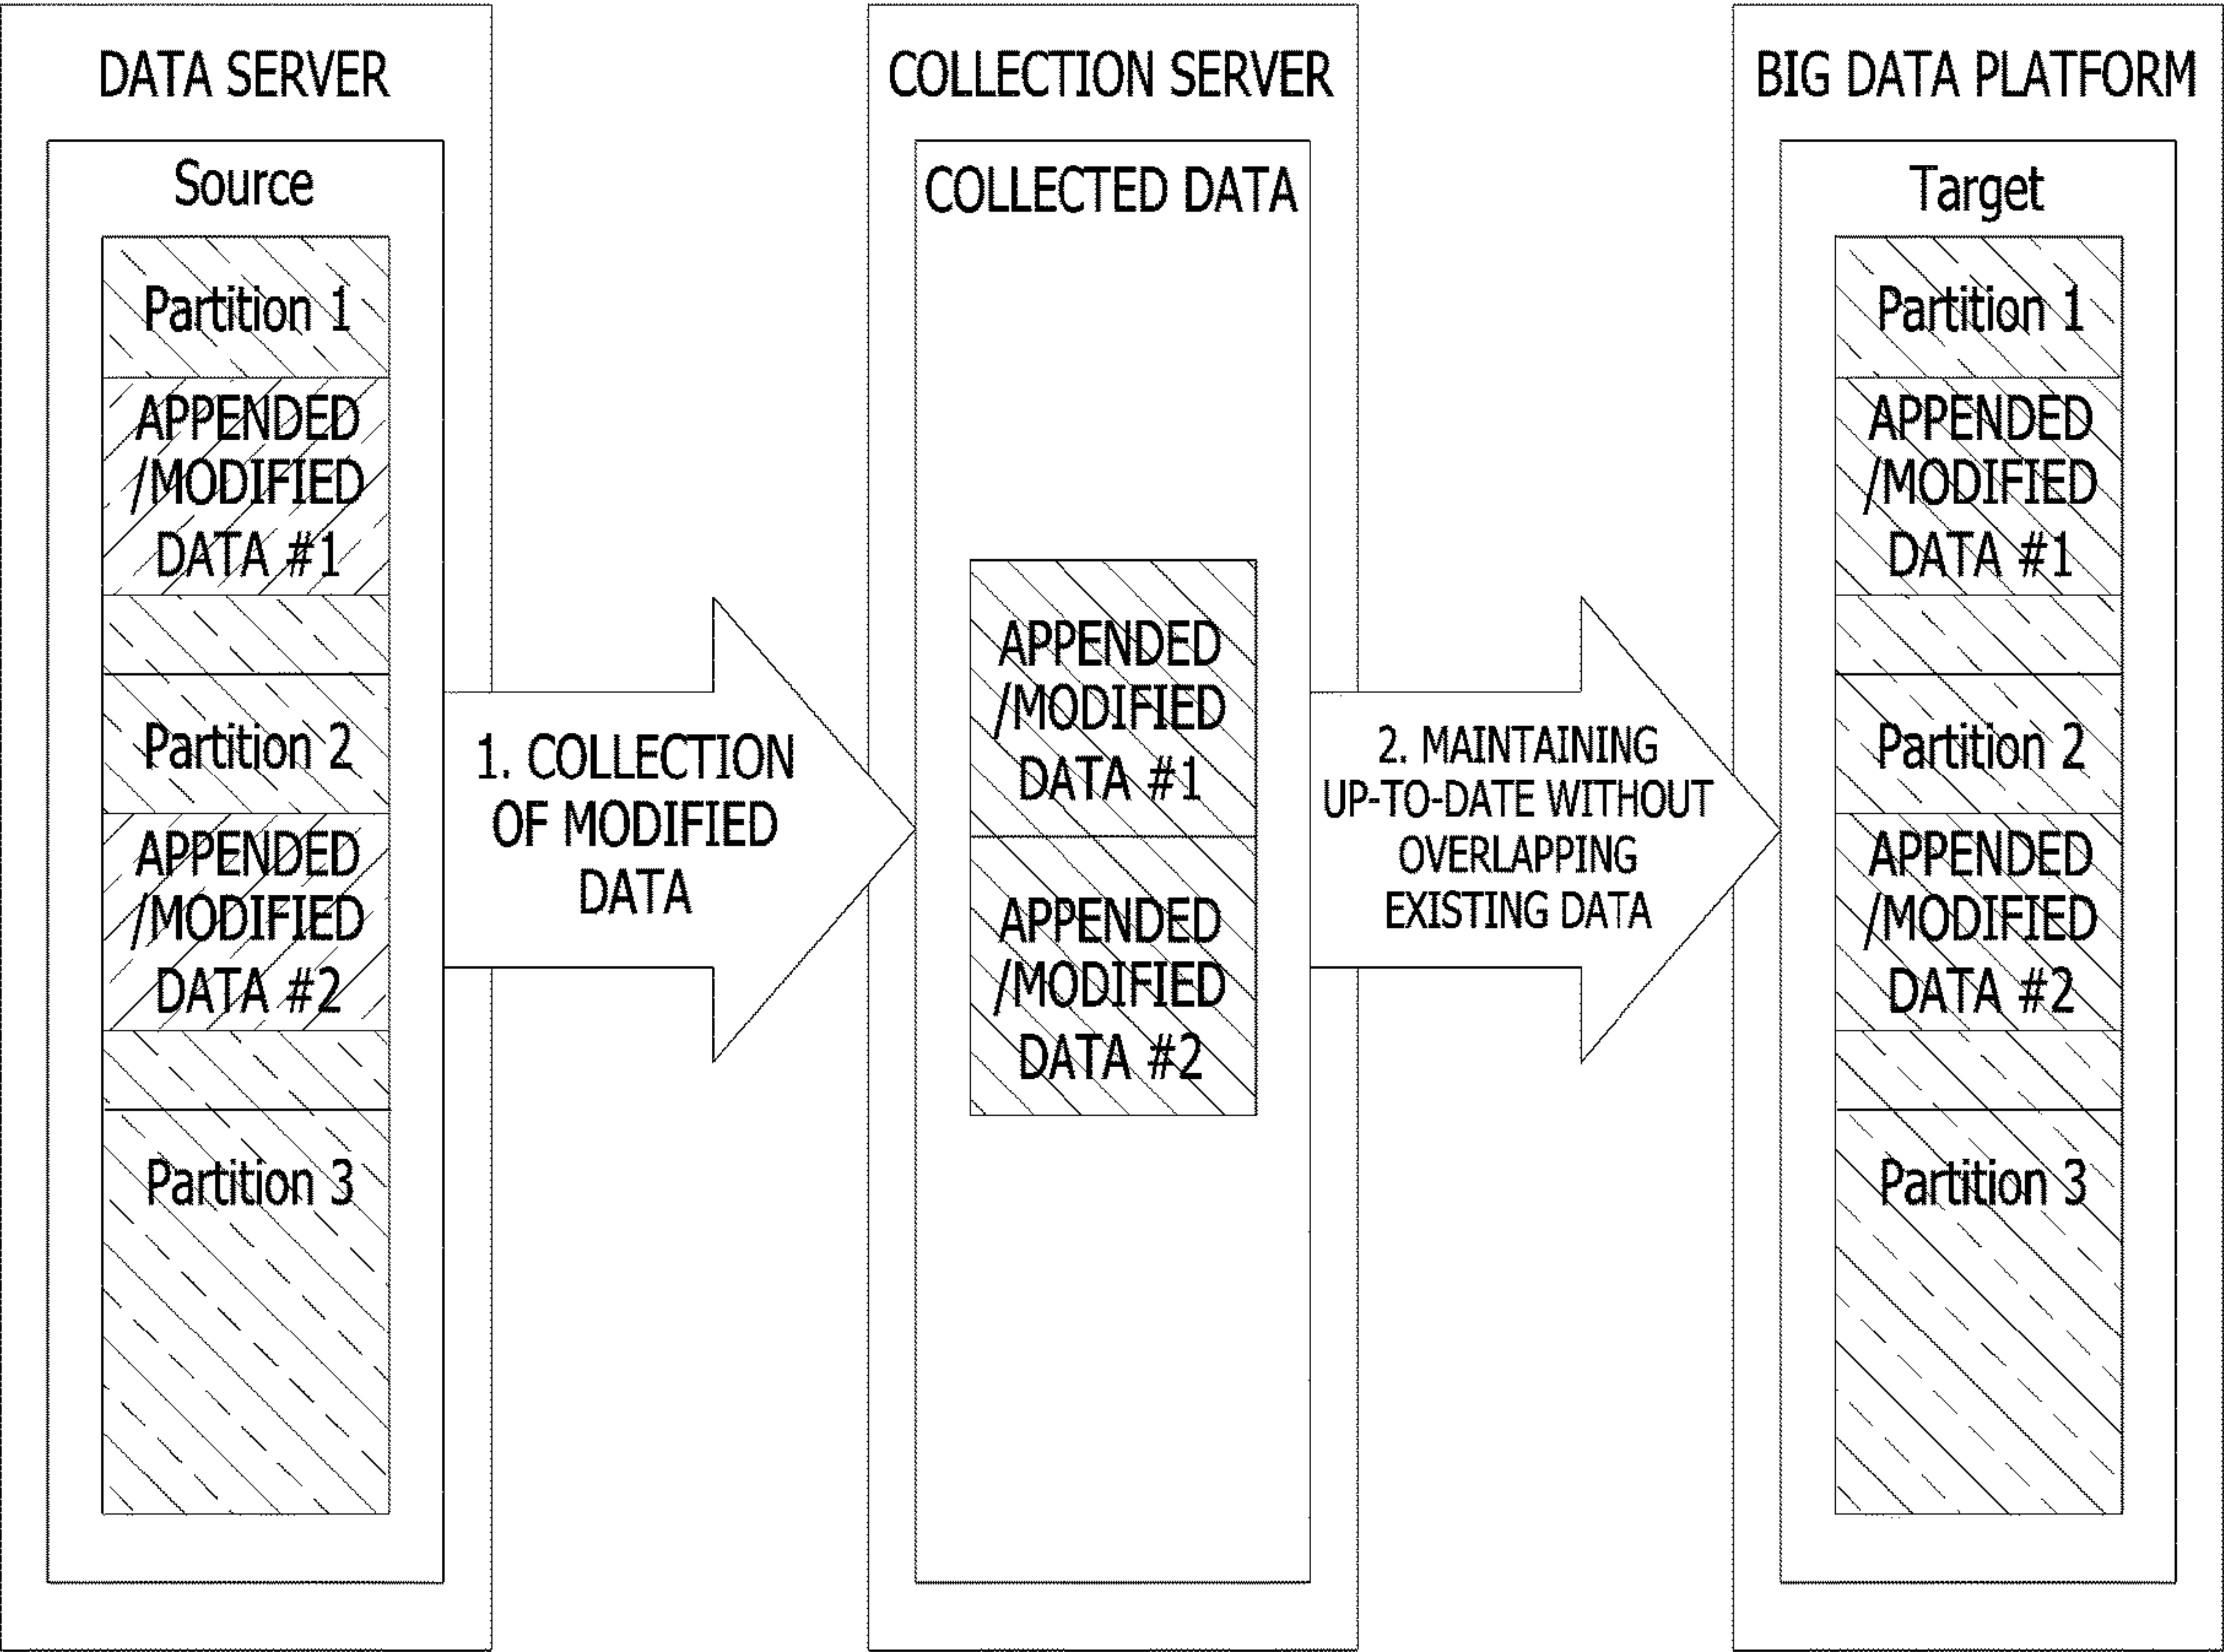 DATA SERVER
Source
Partition 1
APPENDED
/MODIFIED
DATA #1
Partition 2
APPENDED
/MODIFIED
DATA #2
Partition 3
1. COLLECTION
OF MODIFIED
DATA
COLLECTION SERVER
COLLECTED DATA
APPENDED
/MODIFIED
DATA #1
APPENDED
/MODIFIED
DATA #2
2. MAINTAINING
UP-TO-DATE WITHOUT
OVERLAPPING
EXISTING DATA
BIG DATA PLATFORM
Target
Partition 1
APPENDED
/MODIFIED
DATA #1
Partition 2
APPENDED
/MODIFIED
DATA #2
Partition 3